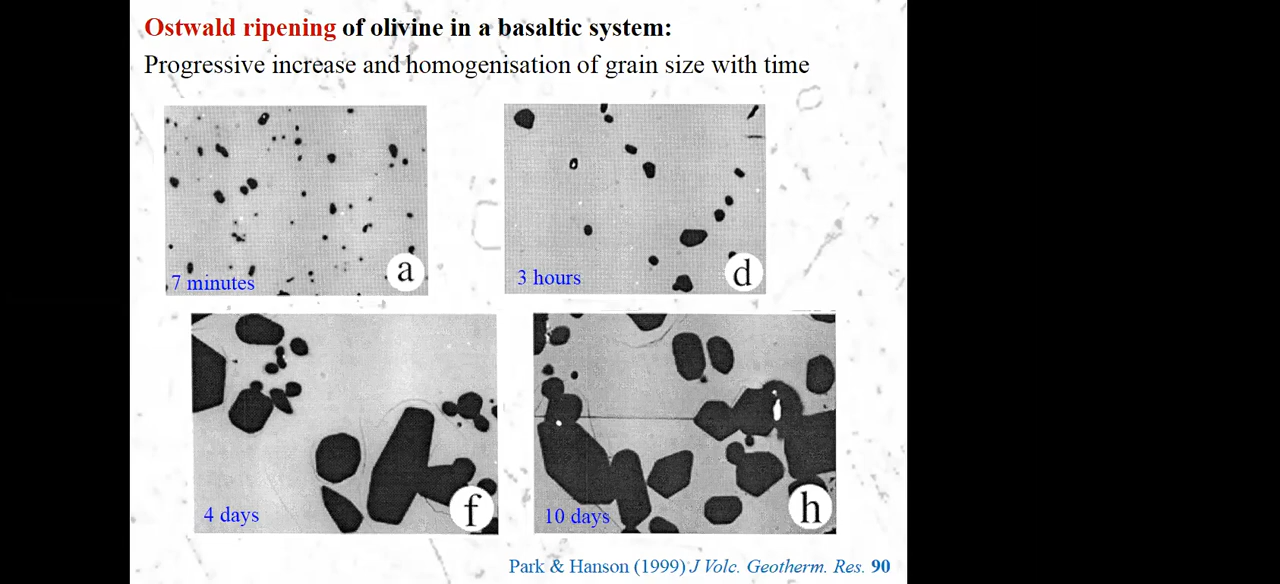 Ostwald ripening of olivine in a basaltic system:
Progressive increase and homogenisation of grain size with time
7 minutes
a
3 hours
d
4 days
f
10 days
h
Park & Hanson (1999) J Volc. Geotherm. Res. 90